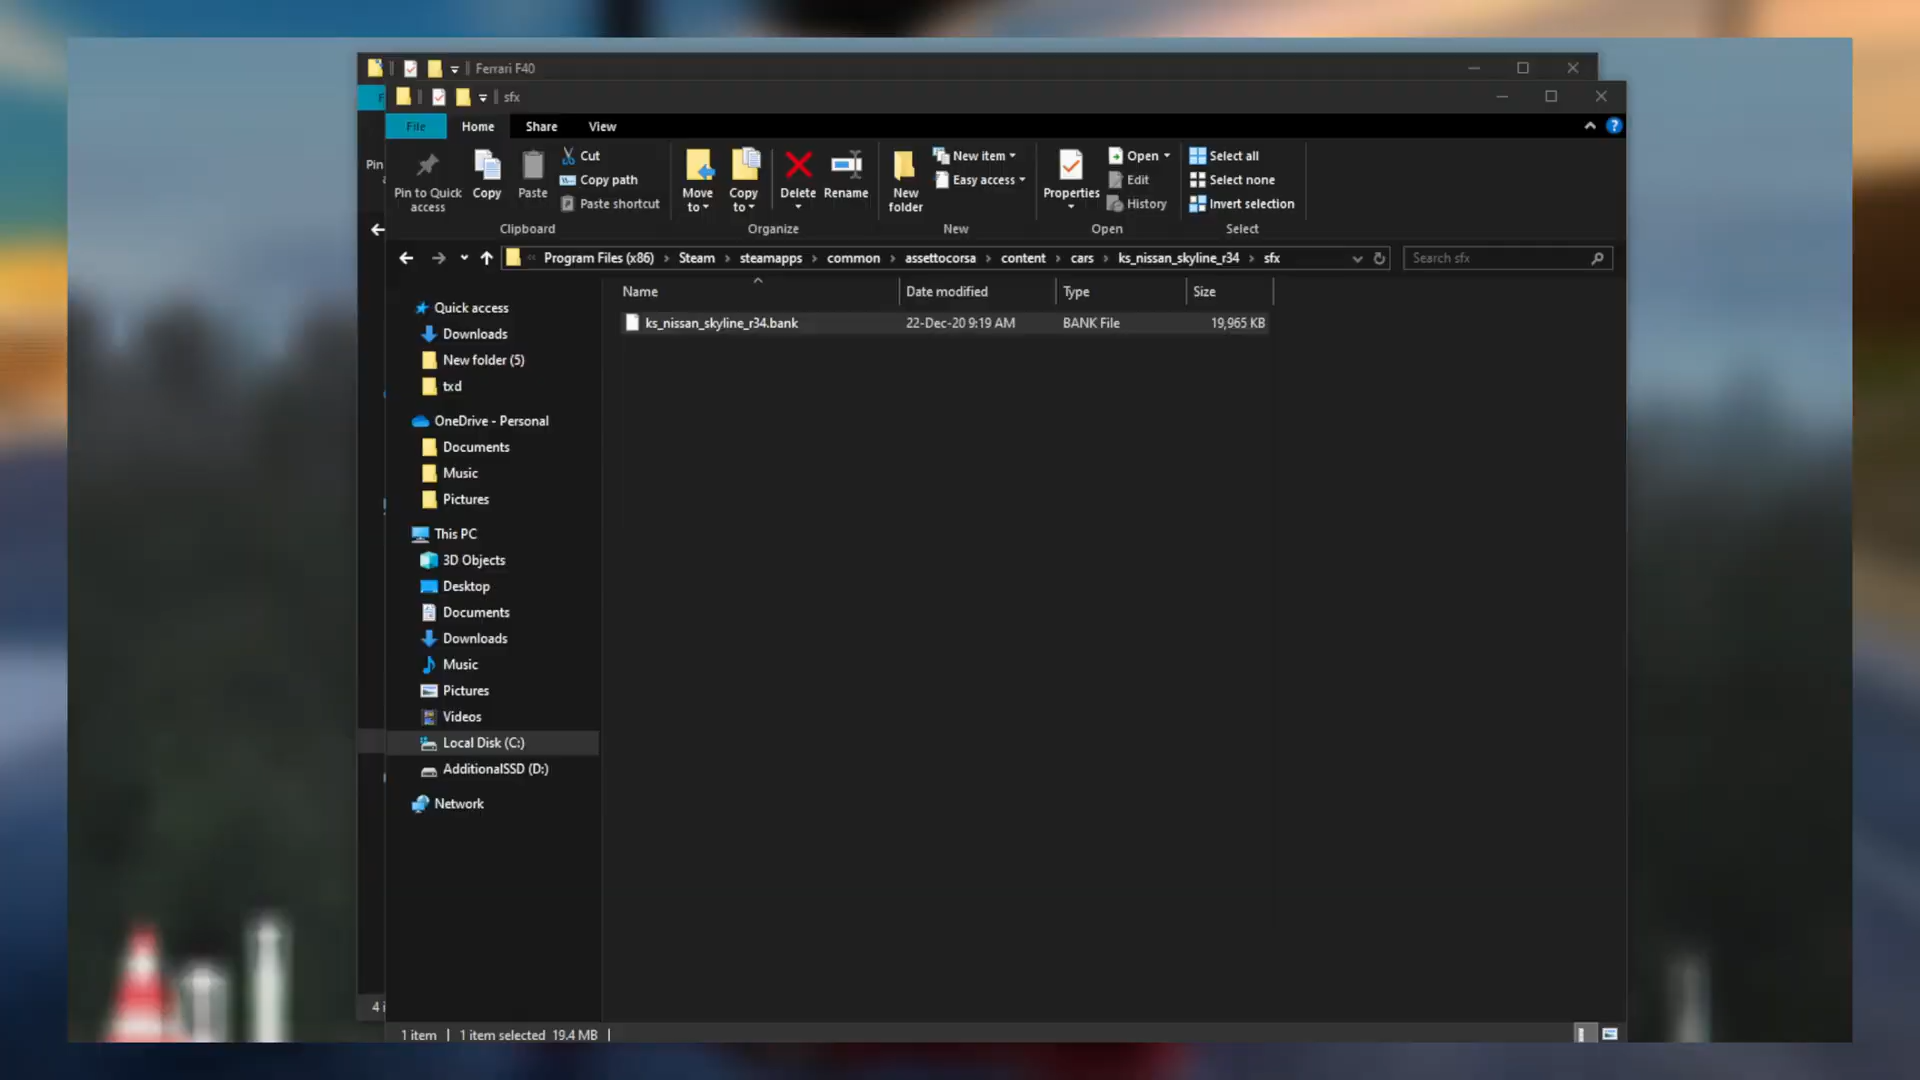 Ferrari F40
sfx
File Home Share View
Pin to Quick access
Copy
Paste
Cut
Copy path
Paste shortcut
Clipboard
Move to
Copy to
Delete
Rename
Organize
New folder
New item
Easy access
New
Properties
Open
Edit
History
Open
Select all
Select none
Invert selection
Select
Pin
« Program Files (x86) › Steam › steamapps › common › assettocorsa › content › cars › ks_nissan_skyline_r34 › sfx
Search sfx
Name Date modified Type Size
ks_nissan_skyline_r34.bank 22-Dec-20 9:19 AM BANK File 19,965 KB
Quick access
Downloads
New folder (5)
txd
OneDrive - Personal
Documents
Music
Pictures
This PC
3D Objects
Desktop
Documents
Downloads
Music
Pictures
Videos
Local Disk (C:)
AdditionalSSD (D:)
Network
4 i
1 item 1 item selected 19.4 MB